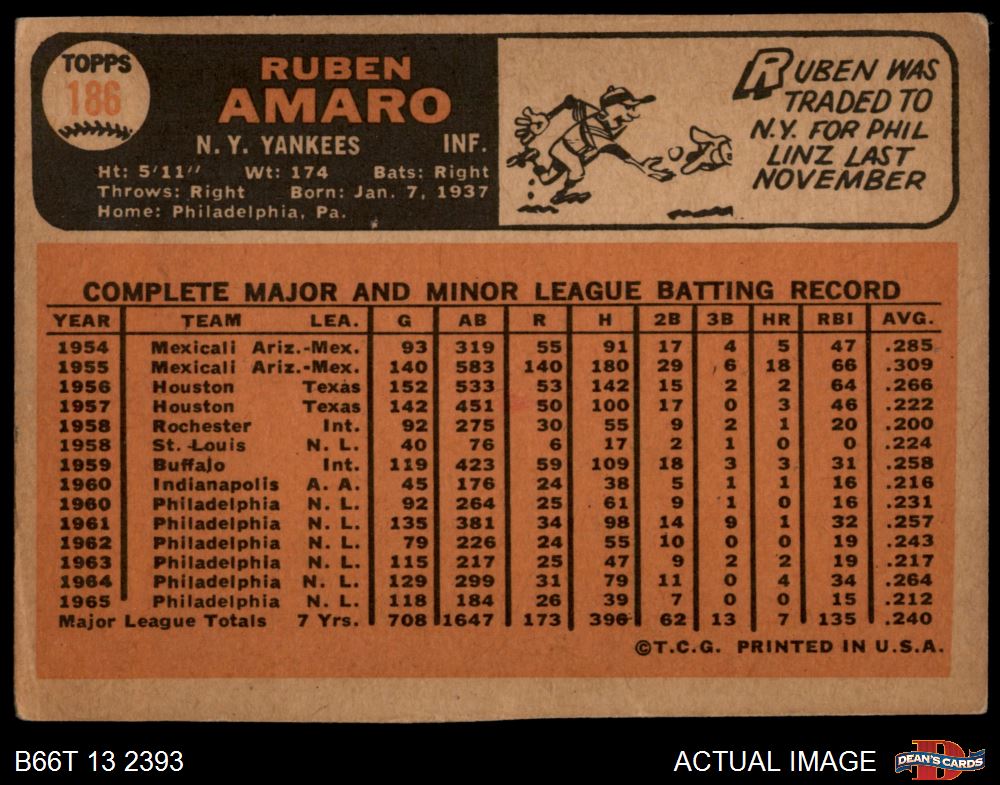 TOPPS
186
RUBEN
AMARO
N. Y. YANKEES INF.
Ht: 5'11" Wt: 174 Bats: Right
Throws: Right Born: Jan. 7, 1937
Home: Philadelphia, Pa.
RUBEN WAS
TRADED TO
N.Y. FOR PHIL
LINZ LAST
NOVEMBER
COMPLETE MAJOR AND MINOR LEAGUE BATTING RECORD
YEAR TEAM LEA. G AB R H 2B 3B HR RBI AVG.
1954 Mexicali Ariz.-Mex. 93 319 55 91 17 4 5 47 .285
1955 Mexicali Ariz.-Mex. 140 583 140 180 29 6 18 66 .309
1956 Houston Texas 152 533 53 142 15 2 2 64 .266
1957 Houston Texas 142 451 50 100 17 0 3 46 .222
1958 Rochester Int. 92 275 30 55 9 2 1 20 .200
1958 St. Louis N. L. 40 76 6 17 2 1 0 0 .224
1959 Buffalo Int. 119 423 59 109 18 3 3 31 .258
1960 Indianapolis A. A. 45 176 24 38 5 1 1 16 .216
1960 Philadelphia N. L. 92 264 25 61 9 1 0 16 .231
1961 Philadelphia N. L. 135 381 34 98 14 9 1 32 .257
1962 Philadelphia N. L. 79 226 24 55 10 0 0 19 .243
1963 Philadelphia N. L. 115 217 25 47 9 2 2 19 .217
1964 Philadelphia N. L. 129 299 31 79 11 0 4 34 .264
1965 Philadelphia N. L. 118 184 26 39 7 0 0 15 .212
Major League Totals 7 Yrs. 708 1647 173 396 62 13 7 135 .240
©T.C.G. PRINTED IN U.S.A.
B66T 13 2393 ACTUAL IMAGE
D
DEAN'S CARDS